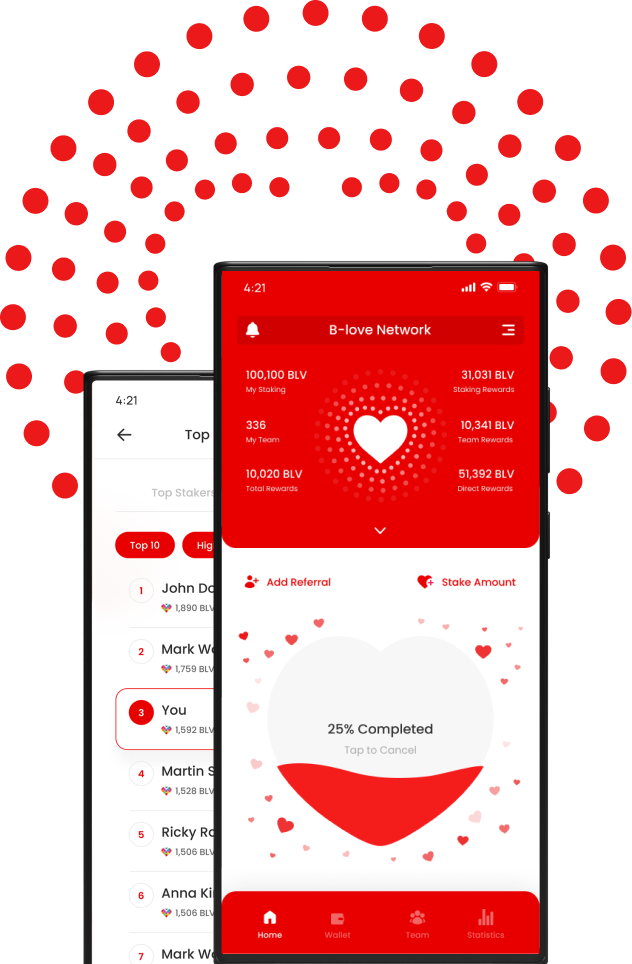 4:21
B-love Network
100,100 BLV
My Staking
31,031 BLV
Staking Rewards
336
My Team
10,341 BLV
Team Rewards
10,020 BLV
Total Rewards
51,392 BLV
Direct Rewards
Add Referral
Stake Amount
25% Completed
Tap to Cancel
Home
Wallet
Team
Statistics
4:21
Top
Top Stakers
Top 10
Hig
1
John Do
1,890 BLV
2
Mark Wa
1,759 BLV
3
You
1,592 BLV
4
Martin S
1,528 BLV
5
Ricky Ro
1,506 BLV
6
Anna Ki
1,506 BLV
7
Mark Wa